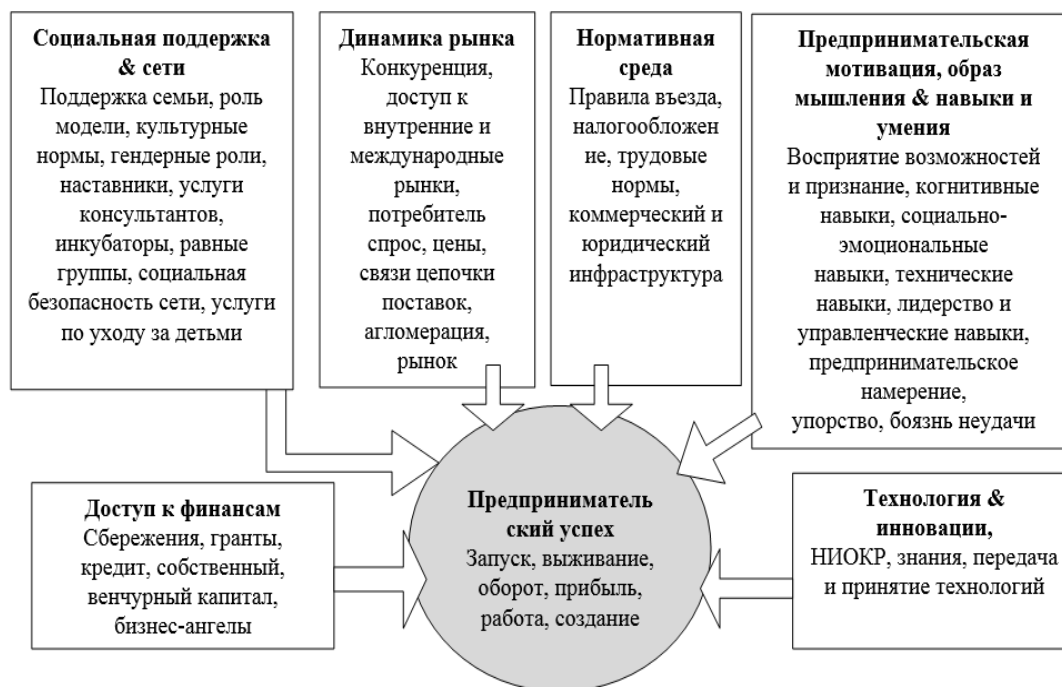 Социальная поддержка
& сети
Поддержка семьи, роль
модели, культурные
нормы, гендерные роли,
наставники, услуги
консультантов,
инкубаторы, равные
группы, социальная
безопасность сети, услуги
по уходу за детьми
Динамика рынка
Конкуренция,
доступ к
внутренние и
международные
рынки,
потребитель
спрос, цены,
связи цепочки
поставок,
агломерация,
рынок
Нормативная
среда
Правила въезда,
налогообложен
ие, трудовые
нормы,
коммерческий и
юридический
инфраструктура
Предпринимательская
мотивация, образ
мышления & навыки и
умения
Восприятие возможностей
и признание, когнитивные
навыки, социально-
эмоциональные
навыки, технические
навыки, лидерство и
управленческие навыки,
предпринимательское
намерение,
упорство, боязнь неудачи
Доступ к финансам
Сбережения, гранты,
кредит, собственный,
венчурный капитал,
бизнес-ангелы
Предприниматель
ский успех
Запуск, выживание,
оборот, прибыль,
работа, создание
Технология &
инновации,
НИОКР, знания, передача
и принятие технологий